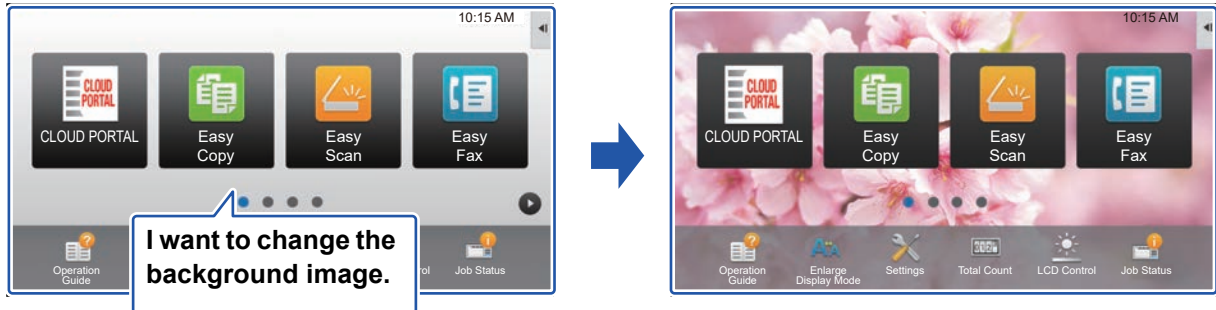 10:15 AM
CLOUD
PORTAL
CLOUD PORTAL
Easy
Copy
Easy
Scan
Easy
Fax
I want to change the
background image.
Operation
Guide
rol
Job Status
10:15 AM
CLOUD
PORTAL
CLOUD PORTAL
Easy
Copy
Easy
Scan
Easy
Fax
Operation
Guide
Enlarge
Display Mode
Settings
Total Count
LCD Control
Job Status